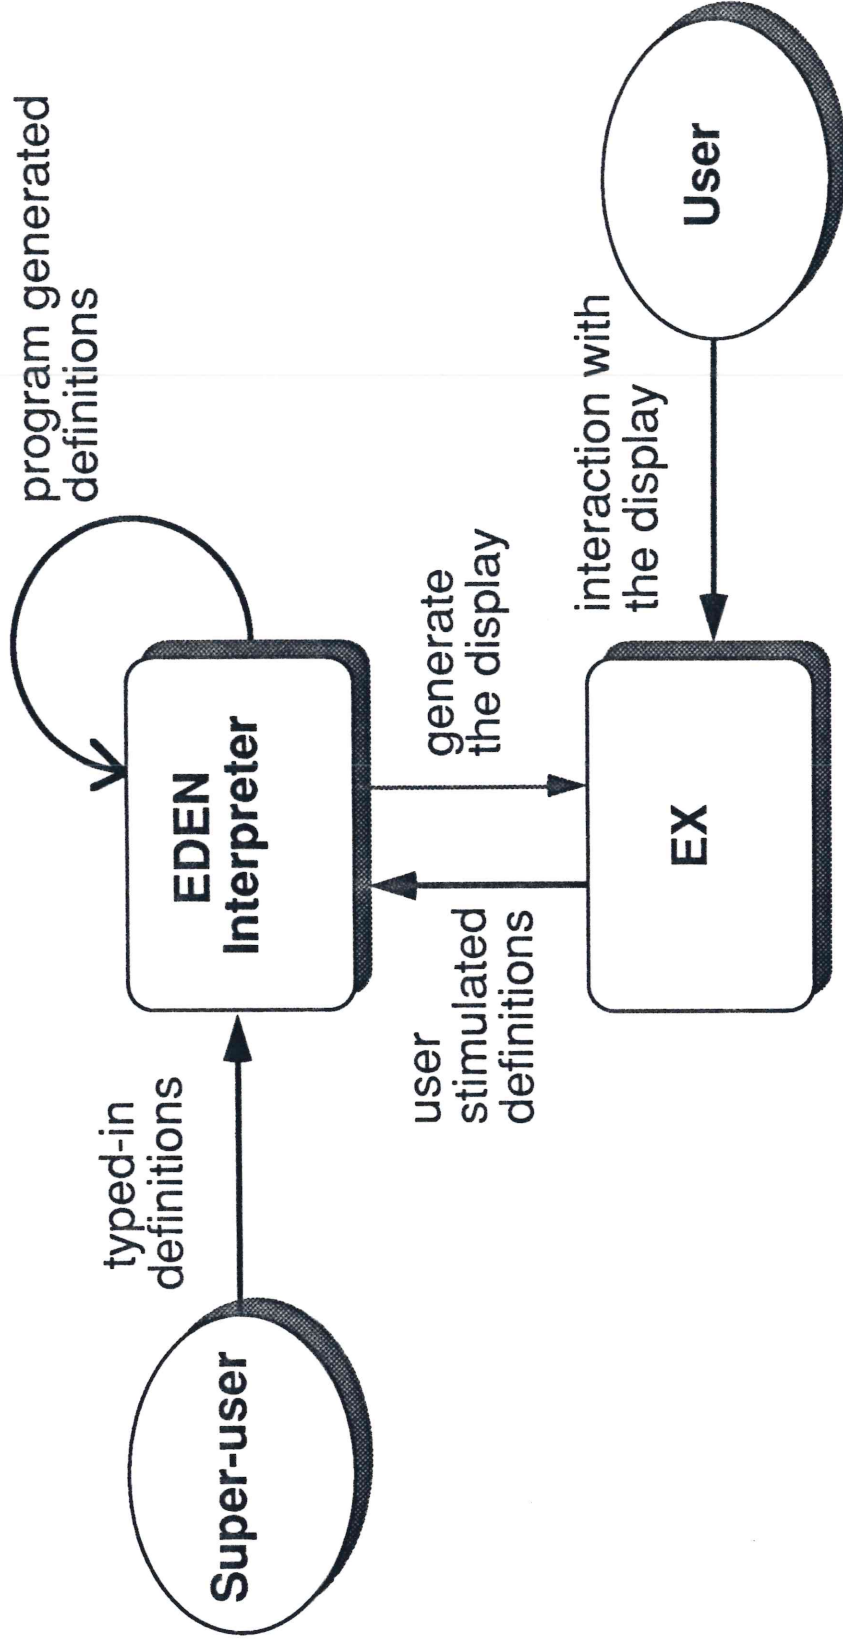 Super-user
typed-in
definitions
EDEN
Interpreter
program generated
definitions
user
stimulated
definitions
generate
the display
EX
interaction with
the display
User